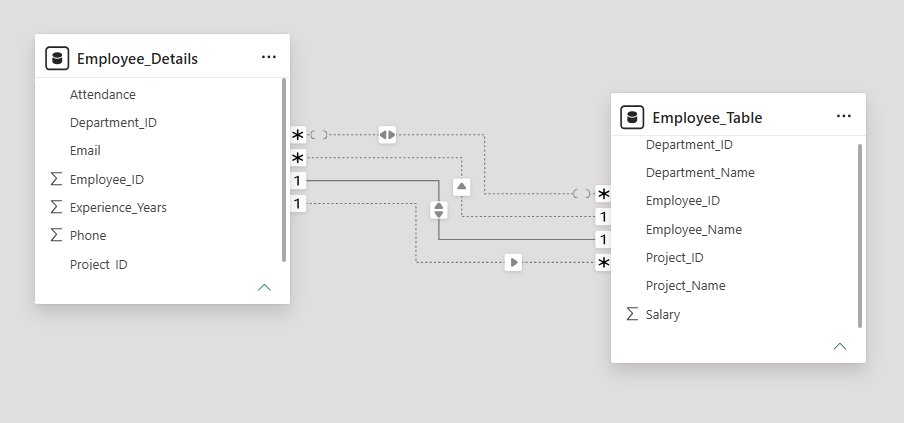 Employee_Details
Attendance
Department_ID
Email
Employee_ID
Experience_Years
Phone
Project_ID
*
*
1
1
Employee_Table
Department_ID
Department_Name
Employee_ID
Employee_Name
Project_ID
Project_Name
Salary
*
1
1
*